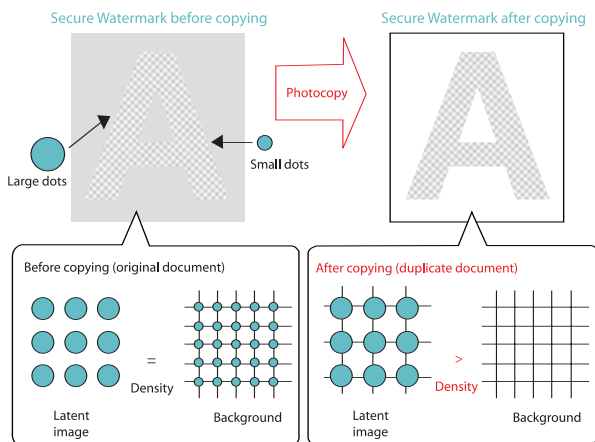 Secure Watermark before copying
Secure Watermark after copying
A
A
Photocopy
Large dots
Small dots
Before copying (original document)
=
Density
Latent
image
Background
After copying (duplicate document)
>
Density
Latent
image
Background